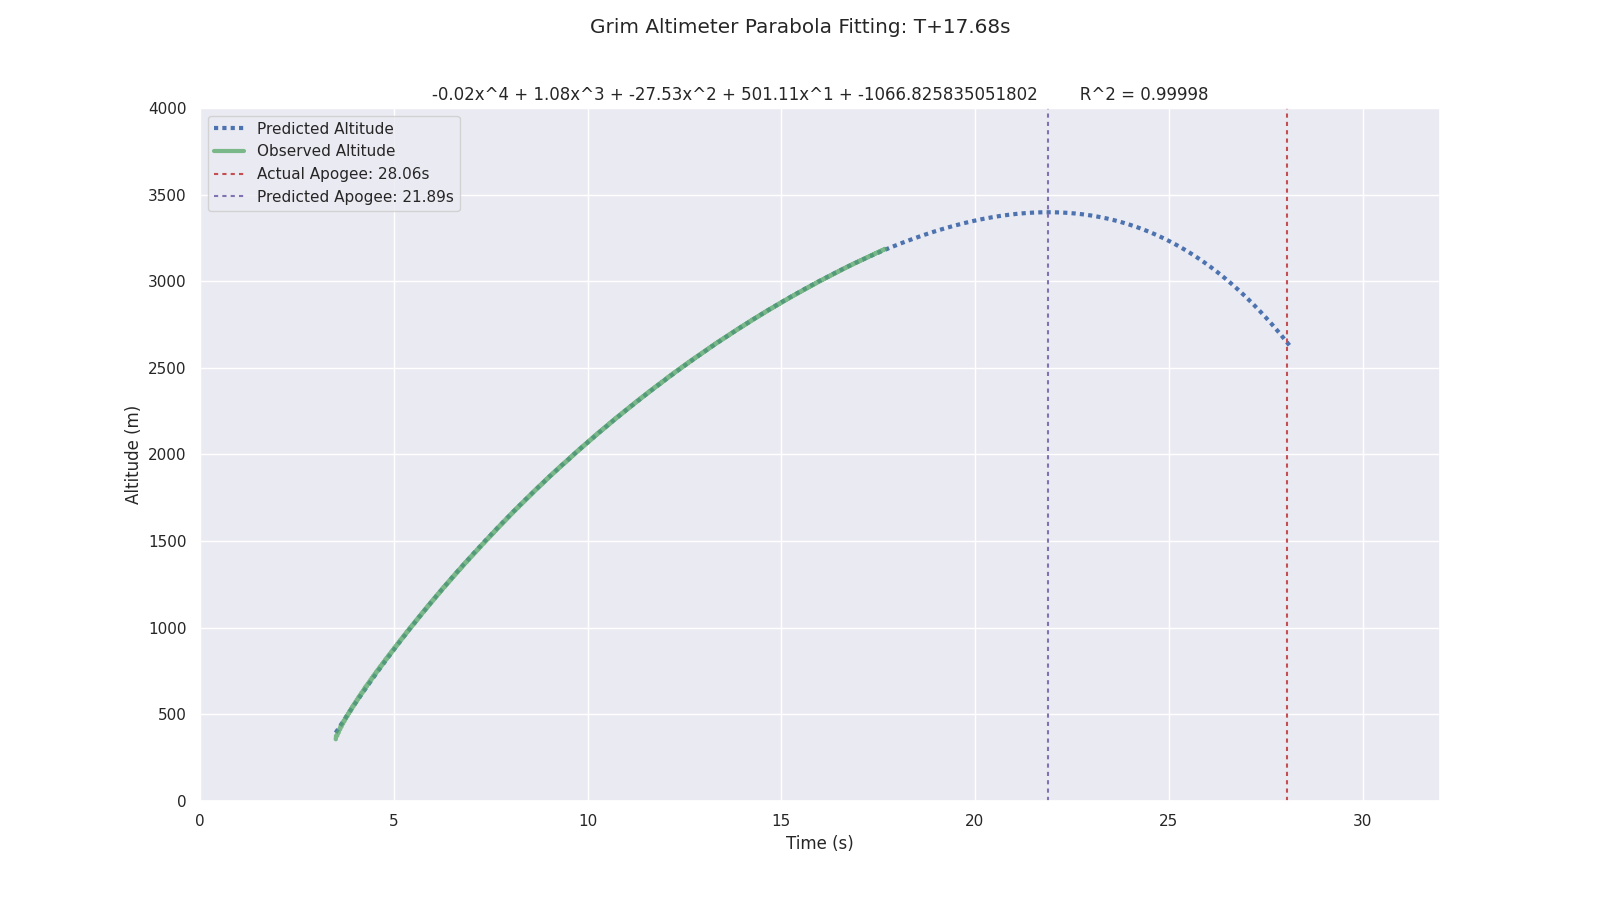 Grim Altimeter Parabola Fitting: T+17.68s
-0.02x^4 + 1.08x^3 + -27.53x^2 + 501.11x^1 + -1066.825835051802 R^2 = 0.99998
Predicted Altitude
Observed Altitude
Actual Apogee: 28.06s
Predicted Apogee: 21.89s
4000
3500
3000
2500
2000
1500
1000
500
0
Altitude (m)
0 5 10 15 20 25 30
Time (s)